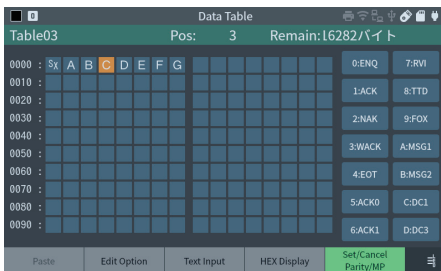 0 Data Table
Table03 Pos: 3 Remain:16282バイト
0000 : Sx A B C D E F G
0010 :
0020 :
0030 :
0040 :
0050 :
0060 :
0070 :
0080 :
0090 :
0:ENQ 7:RVI
1:ACK 8:TTD
2:NAK 9:FOX
3:WACK A:MSG1
4:EOT B:MSG2
5:ACK0 C:DC1
6:ACK1 D:DC3
Paste Edit Option Text Input HEX Display Set/Cancel
Parity/MP